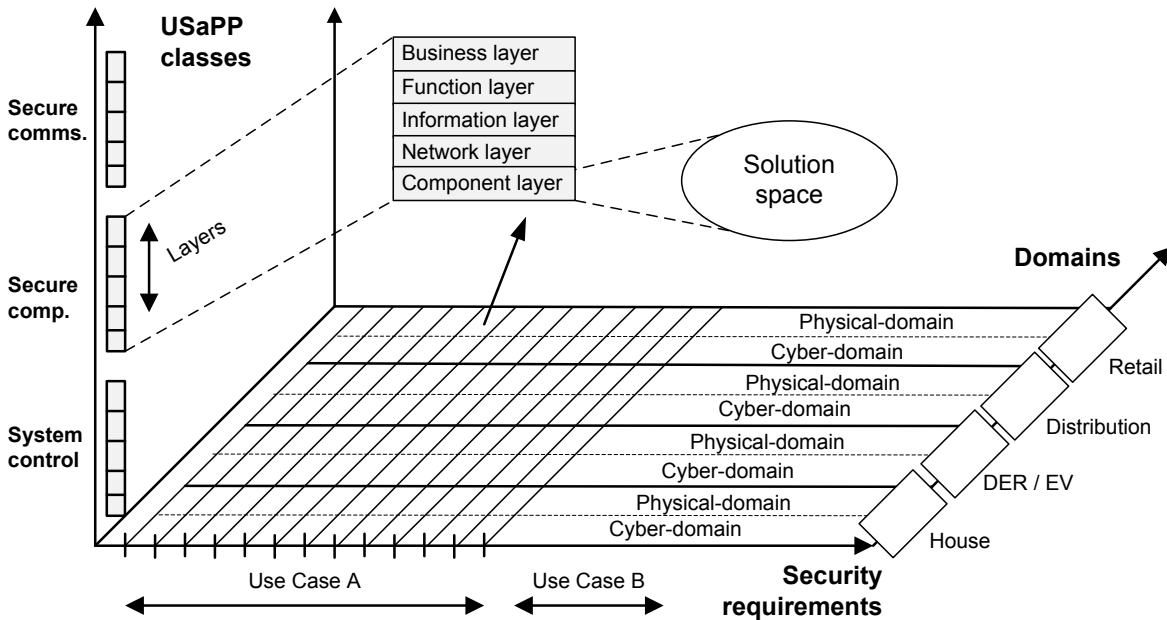 USaPP
classes
Secure
comms.
Secure
comp.
System
control
Layers
Business layer
Function layer
Information layer
Network layer
Component layer
Solution
space
Domains
Physical-domain
Cyber-domain
Retail
Physical-domain
Cyber-domain
Distribution
Physical-domain
Cyber-domain
DER / EV
Physical-domain
Cyber-domain
House
Use Case A
Use Case B
Security
requirements